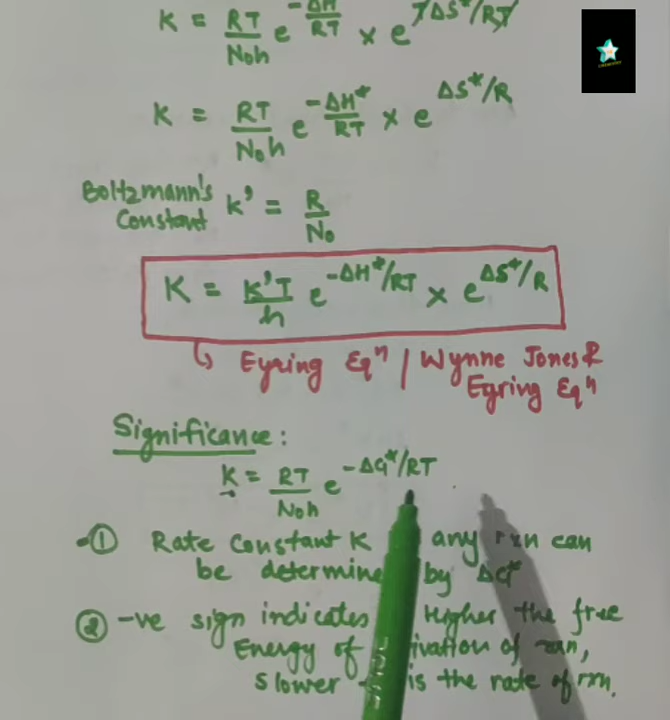 K = RT/N₀h e^-ΔH/RT × e^TΔS*/RT
K = RT/N₀h e^-ΔH*/RT × e^ΔS*/R
Boltzmann's
Constant k' = R/N₀
K = k'T/h e^-ΔH*/RT × e^ΔS*/R
↳ Eyring Eqⁿ / Wynne Jones &
Eyring Eqⁿ
Significance:
K = RT/N₀h e^-ΔG*/RT
① Rate Constant K any rxn can
be determine by ΔG*
② -ve sign indicates Higher the free
Energy of of rxn,
slower is the rate of rxn.